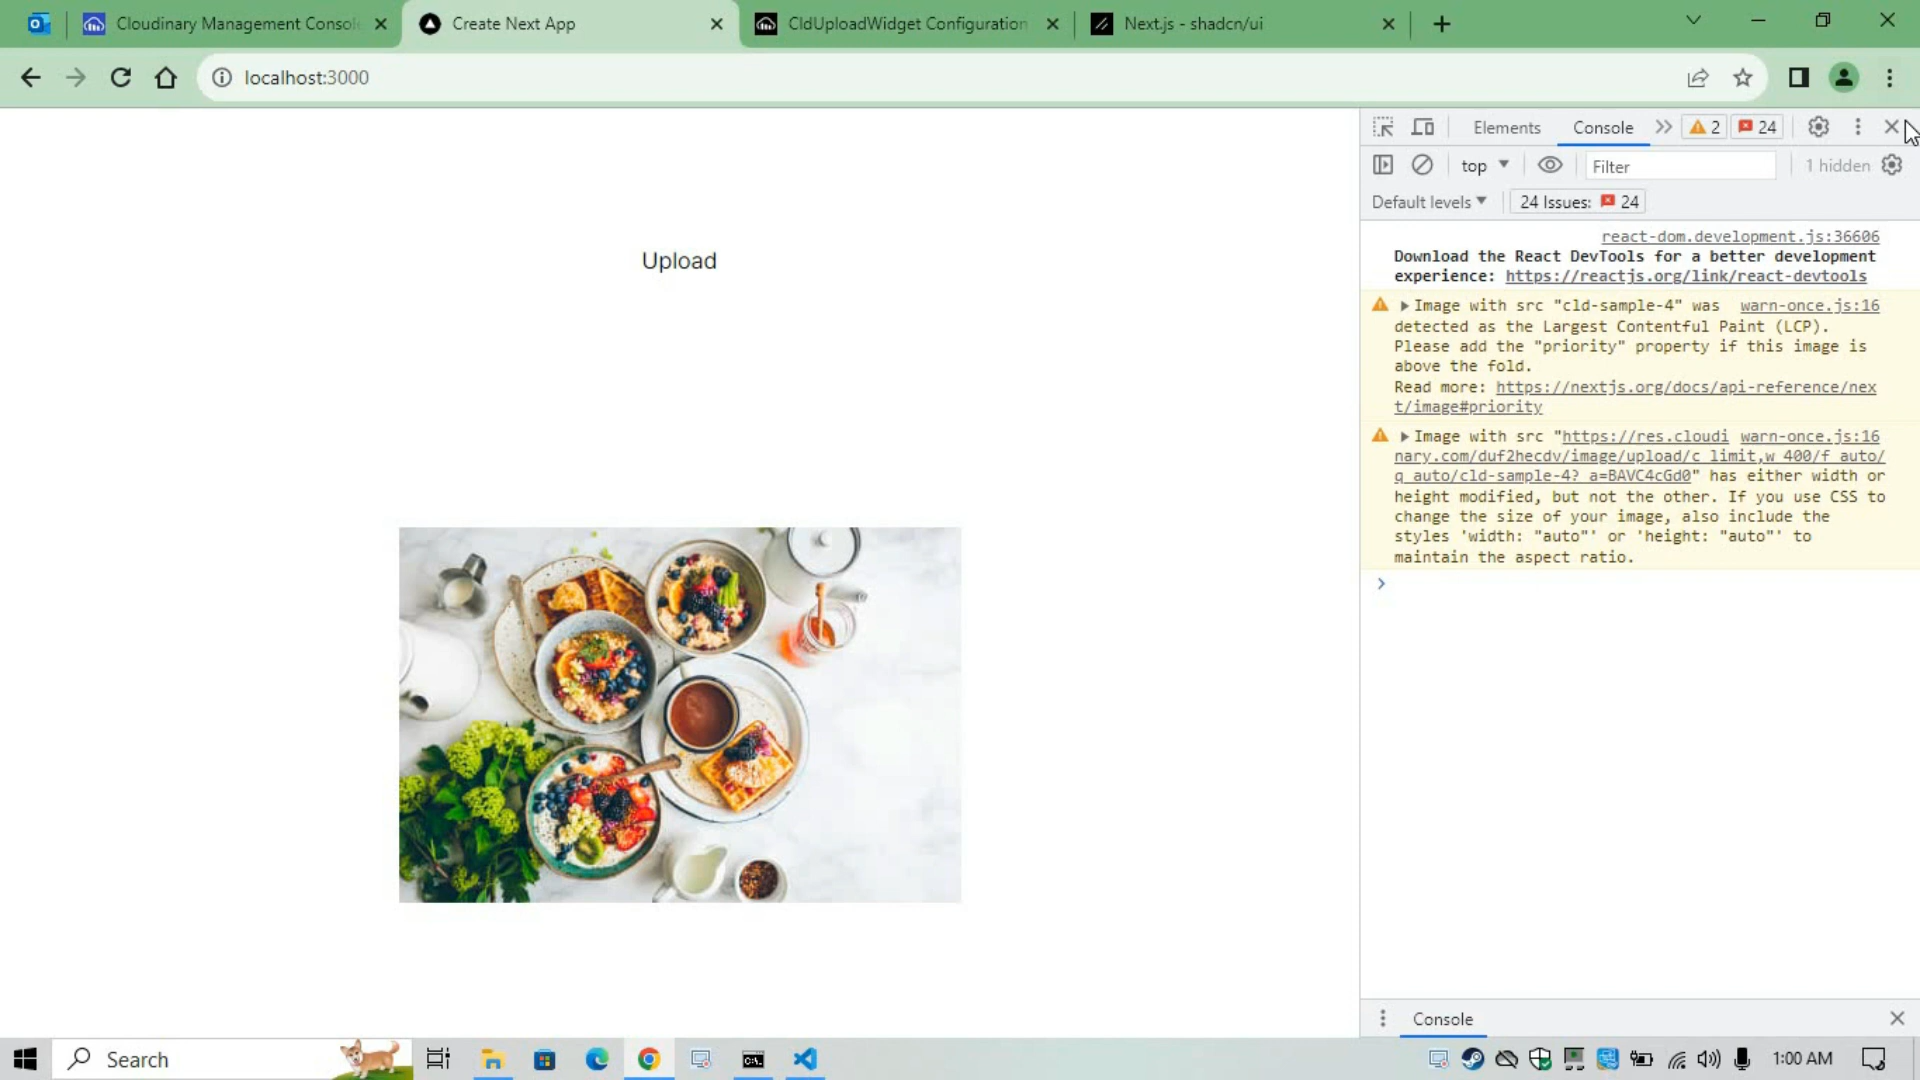 Cloudinary Management Consol
Create Next App
CldUploadWidget Configuration
Next.js - shadcn/ui
localhost:3000
Elements
Console
2
24
top
Filter
1 hidden
Default levels
24 Issues: 24
react-dom.development.js:36606
Download the React DevTools for a better development
experience: https://reactjs.org/link/react-devtools
Image with src "cld-sample-4" was warn-once.js:16
detected as the Largest Contentful Paint (LCP).
Please add the "priority" property if this image is
above the fold.
Read more: https://nextjs.org/docs/api-reference/nex
t/image#priority
Image with src "https://res.cloudi warn-once.js:16
nary.com/duf2hecdv/image/upload/c_limit,w_400/f_auto/
q_auto/cld-sample-4?_a=BAVC4cGd0" has either width or
height modified, but not the other. If you use CSS to
change the size of your image, also include the
styles 'width: "auto"' or 'height: "auto"' to
maintain the aspect ratio.
Upload
Console
Search
1:00 AM